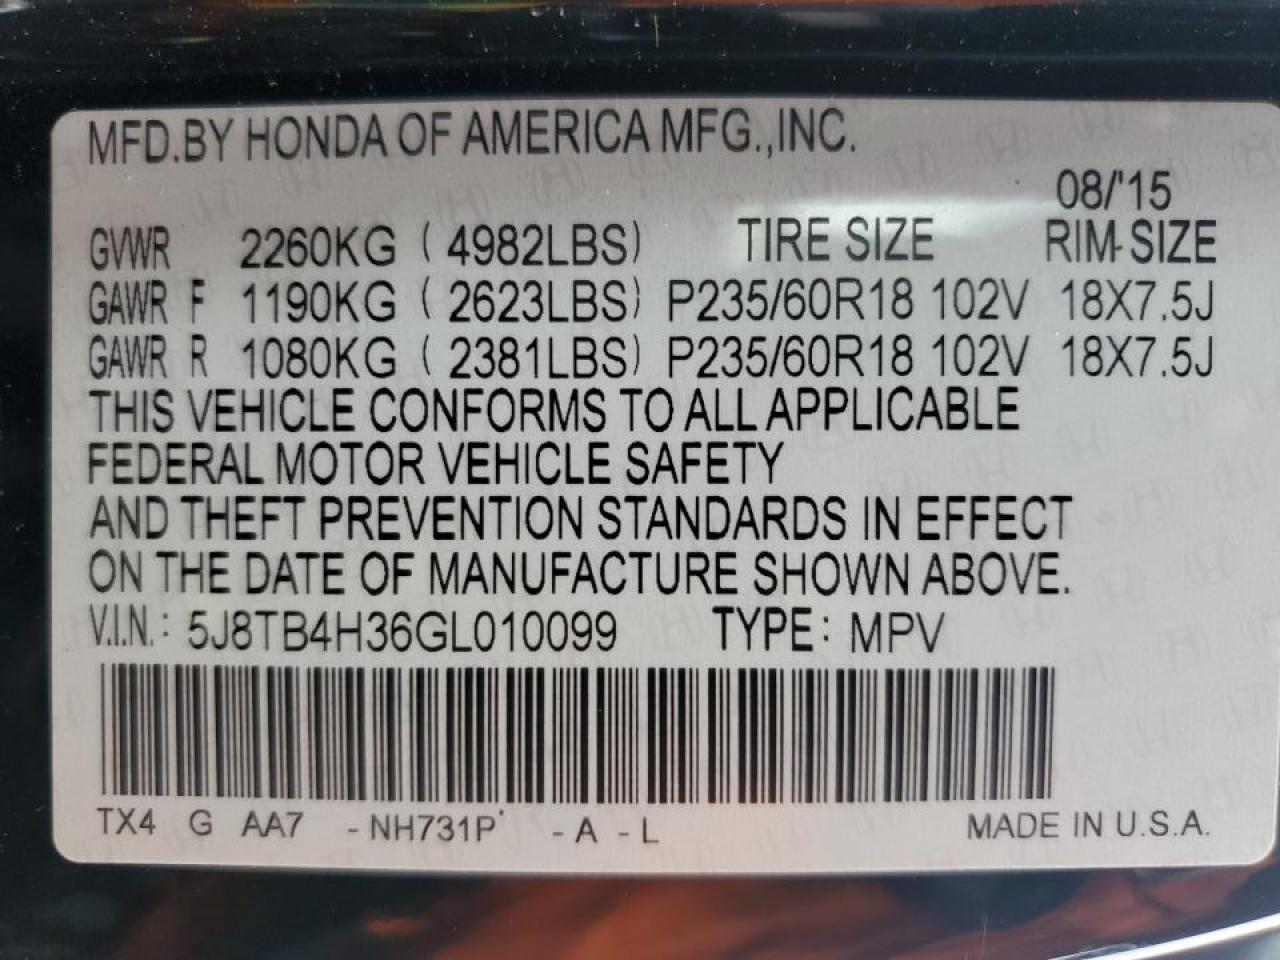 MFD.BY HONDA OF AMERICA MFG.,INC.
08/'15
GVWR 2260KG ( 4982LBS) TIRE SIZE RIM-SIZE
GAWR F 1190KG ( 2623LBS) P235/60R18 102V 18X7.5J
GAWR R 1080KG ( 2381LBS) P235/60R18 102V 18X7.5J
THIS VEHICLE CONFORMS TO ALL APPLICABLE
FEDERAL MOTOR VEHICLE SAFETY
AND THEFT PREVENTION STANDARDS IN EFFECT
ON THE DATE OF MANUFACTURE SHOWN ABOVE.
V.I.N.: 5J8TB4H36GL010099 TYPE: MPV
TX4 G AA7 -NH731P -A -L MADE IN U.S.A.